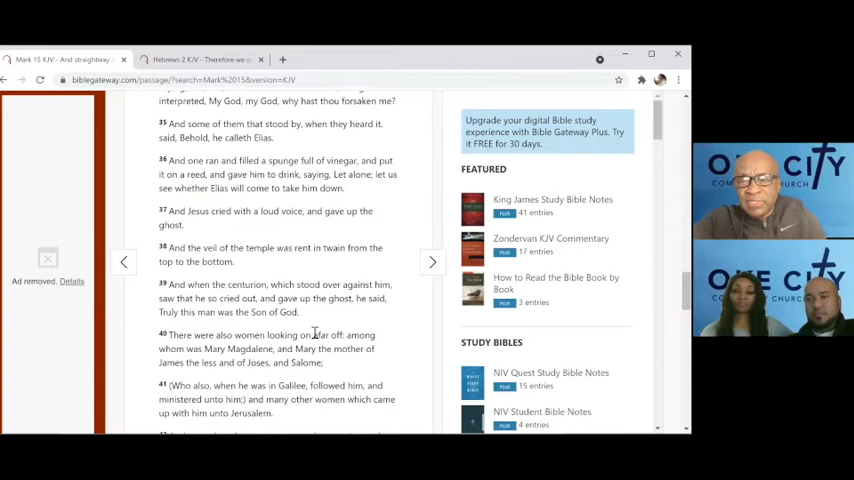 Mark 15 KJV - And straightway i
Hebrews 2 KJV - Therefore we o
biblegateway.com/passage/?search=Mark%2015&version=KJV
interpreted, My God, my God, why hast thou forsaken me?
35 And some of them that stood by, when they heard it,
said, Behold, he calleth Elias.
36 And one ran and filled a spunge full of vinegar, and put
it on a reed, and gave him to drink, saying, Let alone; let us
see whether Elias will come to take him down.
37 And Jesus cried with a loud voice, and gave up the
ghost.
38 And the veil of the temple was rent in twain from the
top to the bottom.
39 And when the centurion, which stood over against him,
saw that he so cried out, and gave up the ghost, he said,
Truly this man was the Son of God.
40 There were also women looking on afar off: among
whom was Mary Magdalene, and Mary the mother of
James the less and of Joses, and Salome;
41 (Who also, when he was in Galilee, followed him, and
ministered unto him;) and many other women which came
up with him unto Jerusalem.
Ad removed. Details
Upgrade your digital Bible study
experience with Bible Gateway Plus. Try
it FREE for 30 days.
FEATURED
King James Study Bible Notes
PLUS 41 entries
Zondervan KJV Commentary
PLUS 17 entries
How to Read the Bible Book by
Book
PLUS 3 entries
STUDY BIBLES
NIV Quest Study Bible Notes
PLUS 15 entries
NIV Student Bible Notes
PLUS 4 entries
CITY
CHURCH
ONE CITY
CHURCH